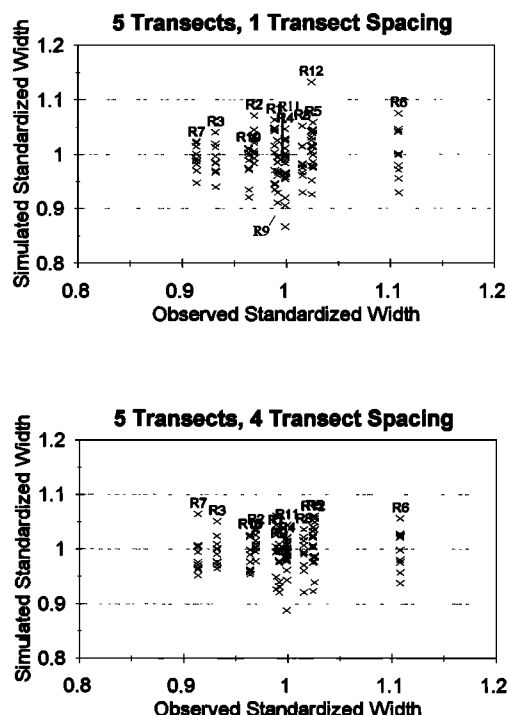 5 Transects, 1 Transect Spacing
Simulated Standardized Width
1.2
1.1
1
0.9
0.8
R12
R2
R11
R6
R3
R4
R5
R7
R9
0.8 0.9 1 1.1 1.2
Observed Standardized Width
5 Transects, 4 Transect Spacing
Simulated Standardized Width
1.2
1.1
1
0.9
0.8
R7
R3
R11
R6
0.8 0.9 1 1.1 1.2
Observed Standardized Width